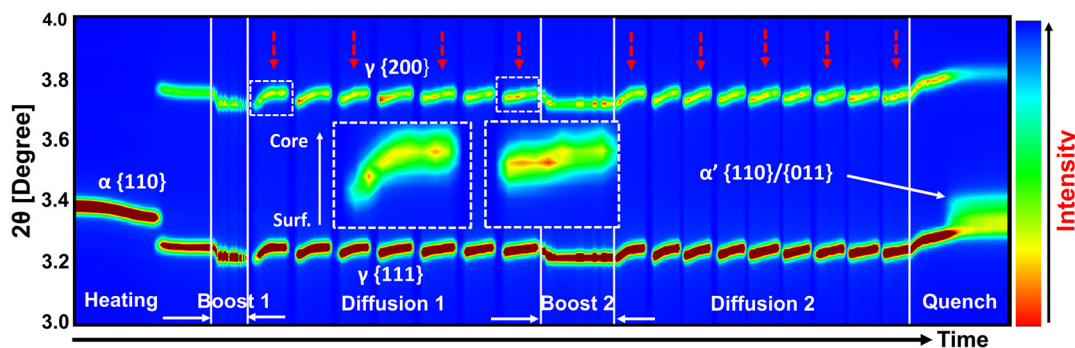 4.0
3.8
3.6
3.4
3.2
3.0
2θ [Degree]
γ {200}
Core
Surf.
α {110}
α' {110}/{011}
γ {111}
Heating
Boost 1
Diffusion 1
Boost 2
Diffusion 2
Quench
Time
Intensity